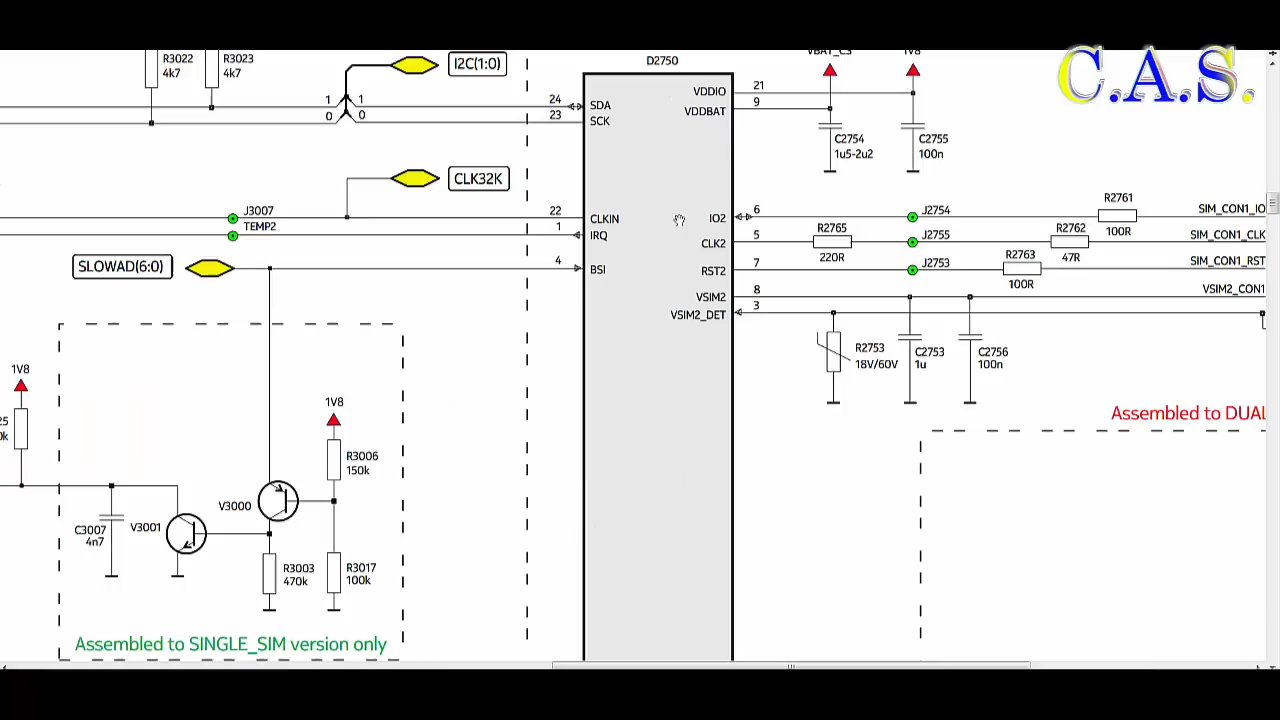 R3022
4k7
R3023
4k7
I2C(1:0)
D2750
1V8
C.A.S.
1
0
1
0
24
23
SDA
SCK
VDDIO
VDDBAT
21
9
C2754
1u5-2u2
C2755
100n
CLK32K
J3007
TEMP2
22
1
CLKIN
IRQ
SLOWAD(6:0)
4
BSI
IO2
CLK2
RST2
VSIM2
VSIM2_DET
6
5
7
8
3
R2765
220R
J2754
J2755
J2753
R2761
100R
R2762
47R
R2763
100R
SIM_CON1_IO
SIM_CON1_CLK
SIM_CON1_RST
VSIM2_CON1
R2753
18V/60V
C2753
1u
C2756
100n
Assembled to DUAL
1V8
1V8
R3006
150k
V3000
V3001
C3007
4n7
R3003
470k
R3017
100k
Assembled to SINGLE_SIM version only